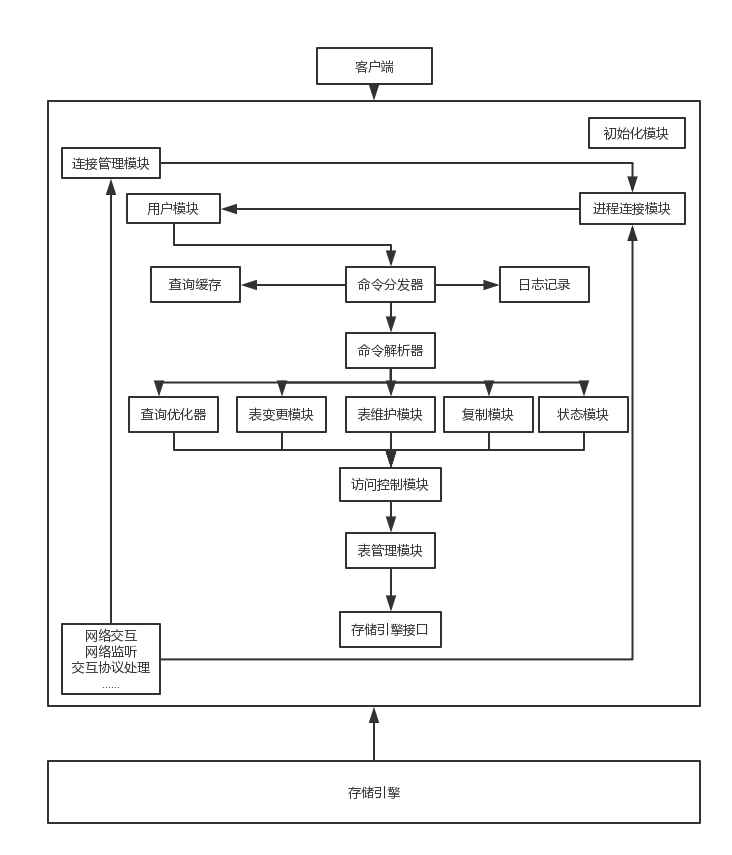 客户端
初始化模块
连接管理模块
用户模块
进程连接模块
查询缓存
命令分发器
日志记录
命令解析器
查询优化器
表变更模块
表维护模块
复制模块
状态模块
访问控制模块
表管理模块
存储引擎接口
网络交互
网络监听
交互协议处理
......
存储引擎